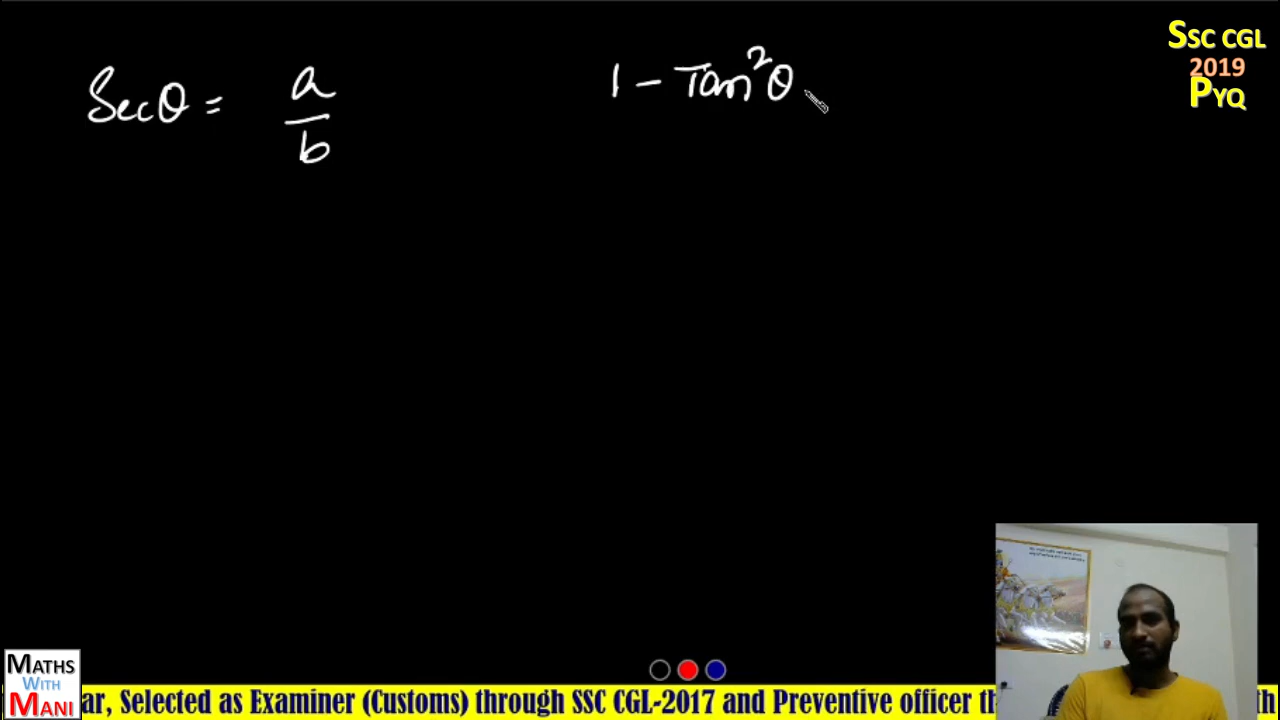 Secθ = a/b
1 - Tan²θ
SSC CGL
2019
PYQ
MATHS
WITH
MANI
ar, Selected as Examiner (Customs) through SSC CGL-2017 and Preventive officer th